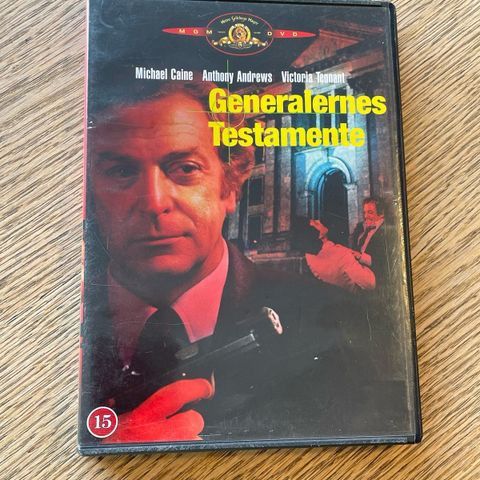 MGM DVD
Michael Caine Anthony Andrews Victoria Tennant
Generalernes
Testamente
15